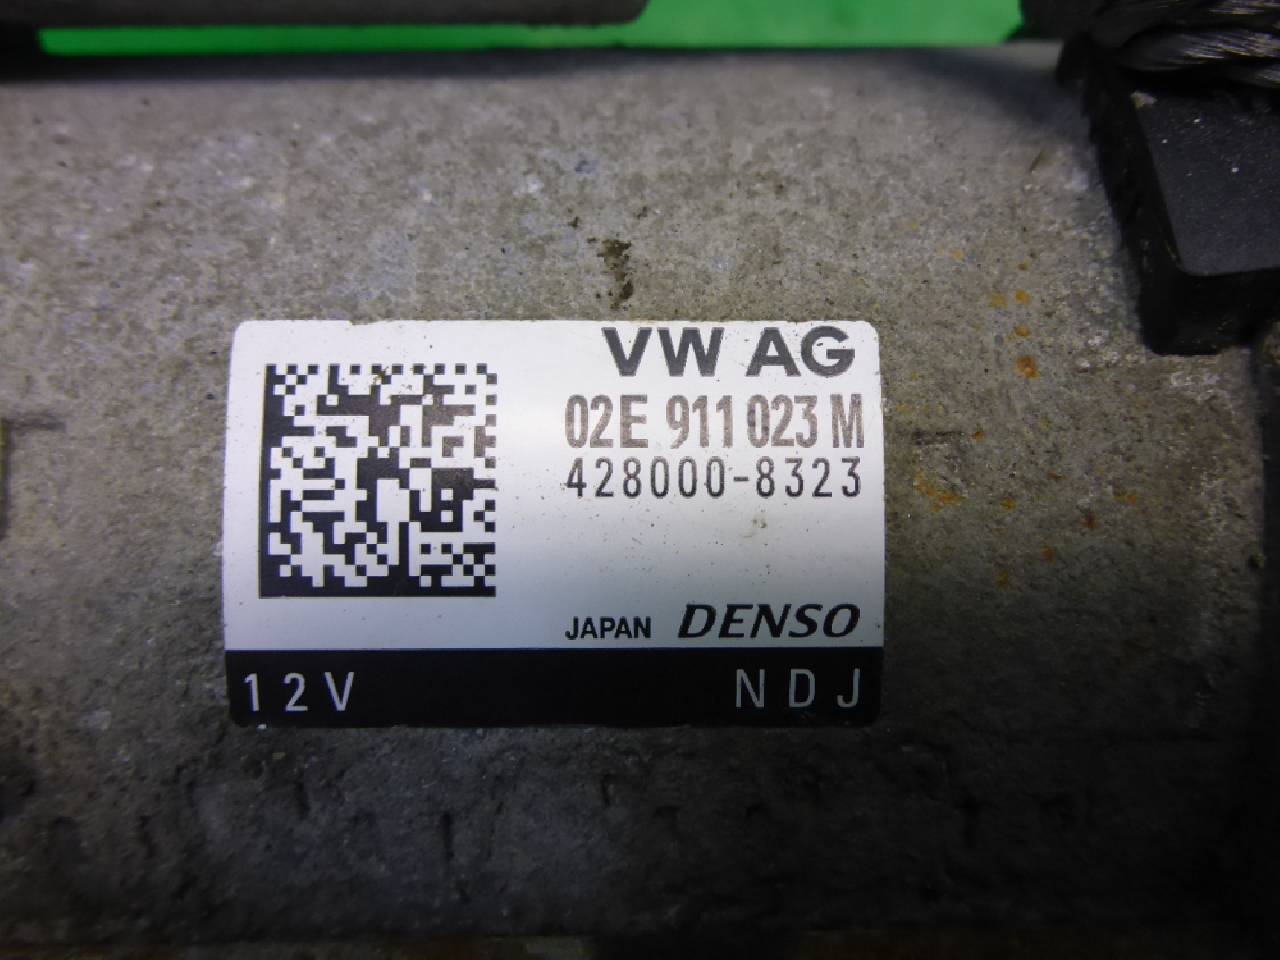 VW AG
02E 911 023 M
428000-8323
JAPAN DENSO
12V NDJ